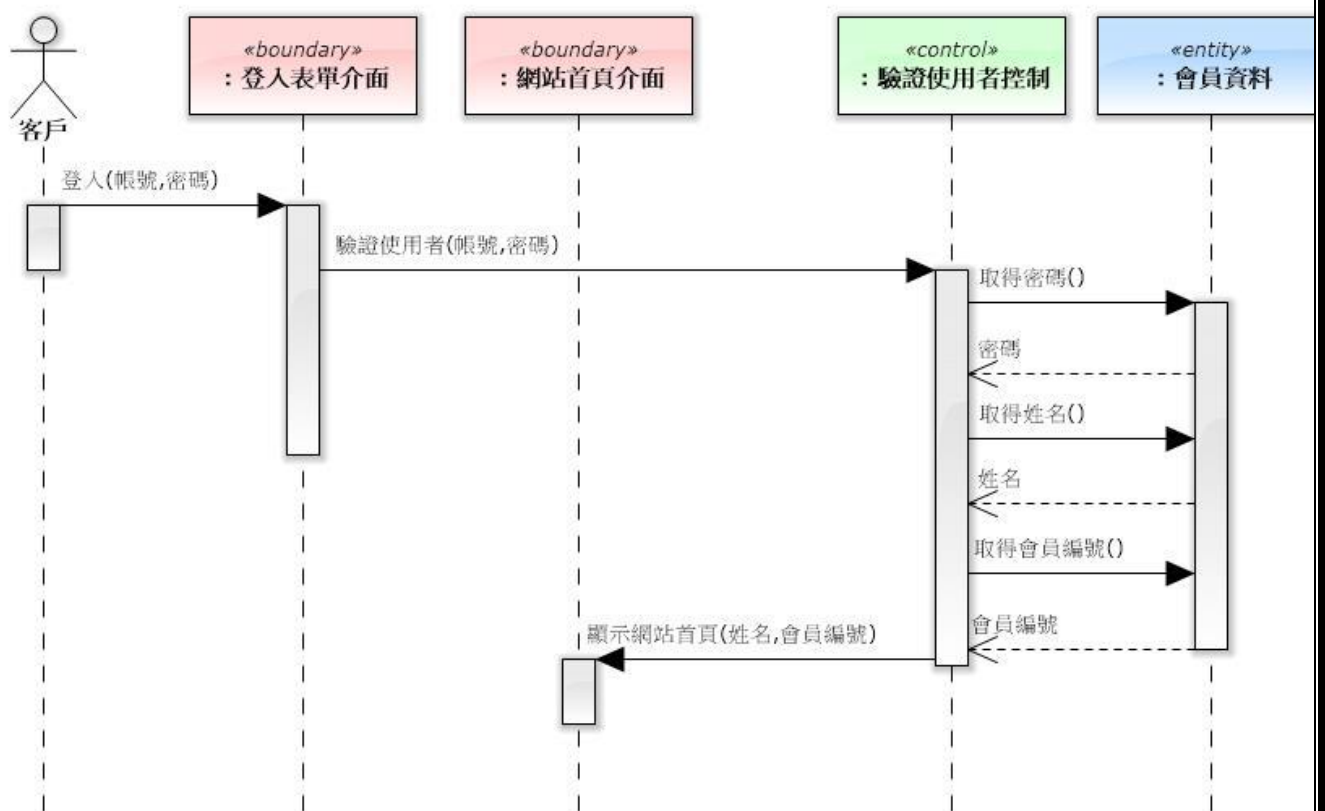 «boundary»
：登入表單介面
«boundary»
：網站首頁介面
«control»
：驗證使用者控制
«entity»
：會員資料
客戶
登入(帳號,密碼)
驗證使用者(帳號,密碼)
取得密碼()
密碼
取得姓名()
姓名
取得會員編號()
會員編號
顯示網站首頁(姓名,會員編號)